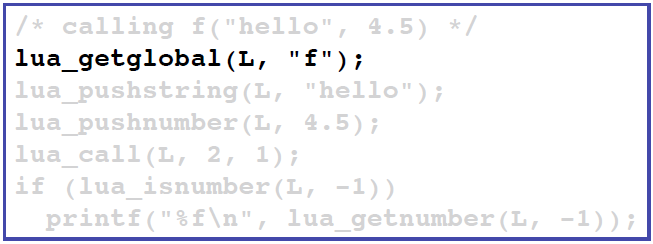 /* calling f("hello", 4.5) */
lua_getglobal(L, "f");
lua_pushstring(L, "hello");
lua_pushnumber(L, 4.5);
lua_call(L, 2, 1);
if (lua_isnumber(L, -1))
  printf("%f\n", lua_getnumber(L, -1));